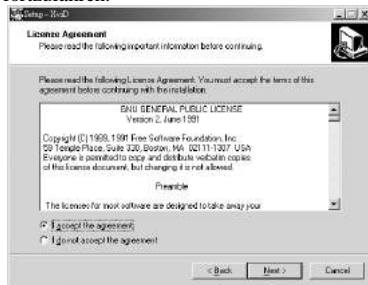 Setup - XviD
License Agreement
Please read the following important information before continuing.
Please read the following License Agreement. You must accept the terms of this
agreement before continuing with the installation.
GNU GENERAL PUBLIC LICENSE
Version 2, June 1991
Copyright (C) 1989, 1991 Free Software Foundation, Inc.
59 Temple Place, Suite 330, Boston, MA  02111-1307  USA
Everyone is permitted to copy and distribute verbatim copies
of this license document, but changing it is not allowed.
Preamble
The licenses for most software are designed to take away your
I accept the agreement
I do not accept the agreement
< Back
Next >
Cancel